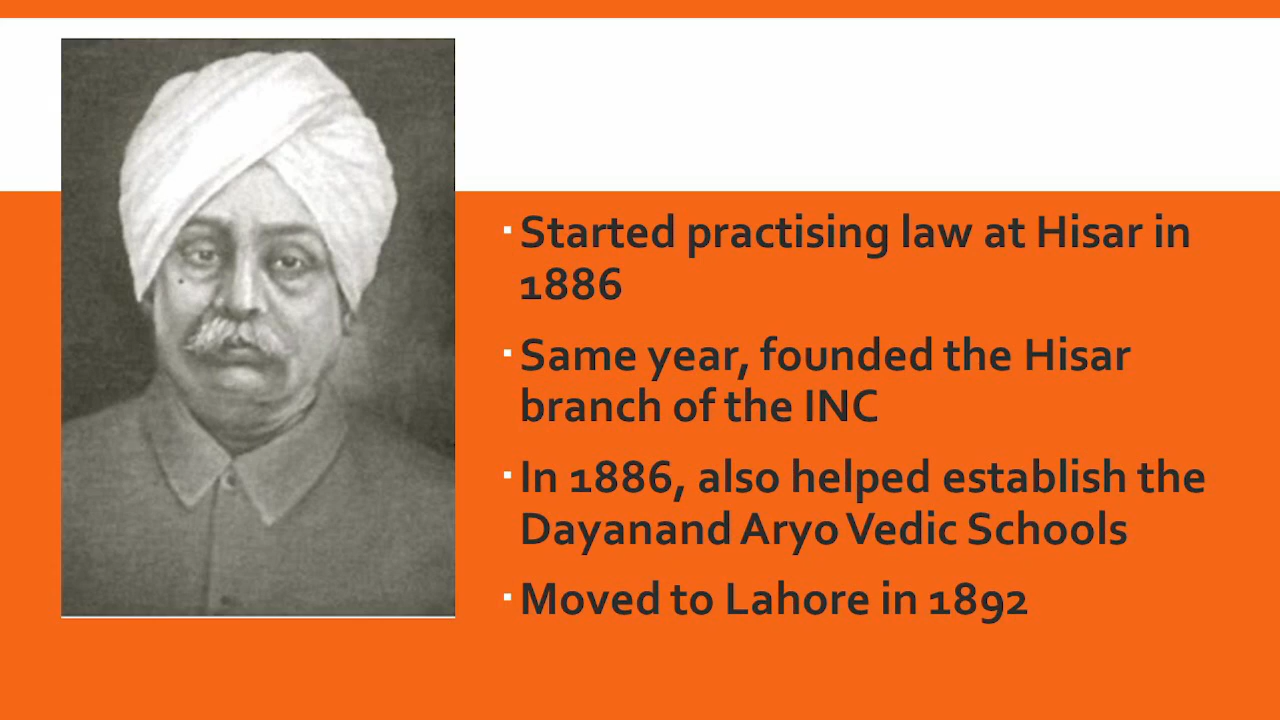 Started practising law at Hisar in
1886
Same year, founded the Hisar
branch of the INC
In 1886, also helped establish the
Dayanand Aryo Vedic Schools
Moved to Lahore in 1892